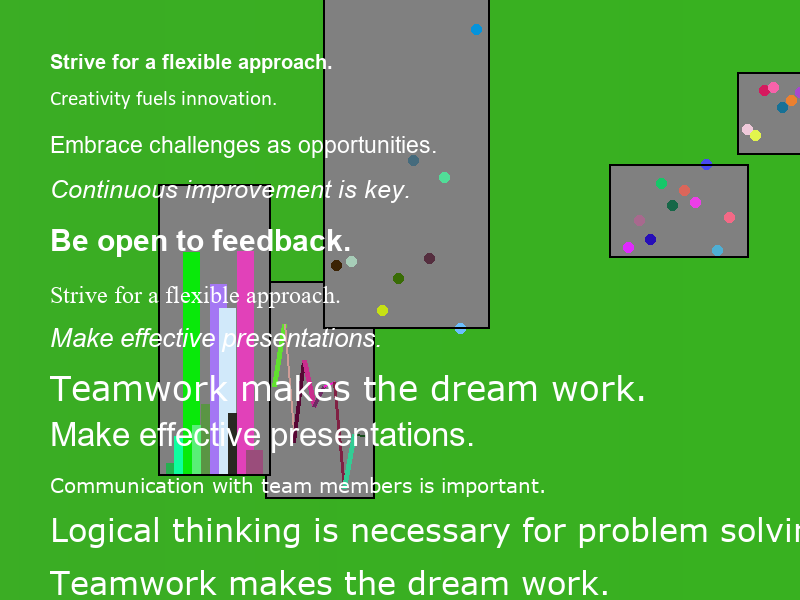 Strive for a flexible approach.
Creativity fuels innovation.
Embrace challenges as opportunities.
Continuous improvement is key.
Be open to feedback.
Strive for a flexible approach.
Make effective presentations.
Teamwork makes the dream work.
Make effective presentations.
Communication with team members is important.
Logical thinking is necessary for problem
Teamwork makes the dream work.